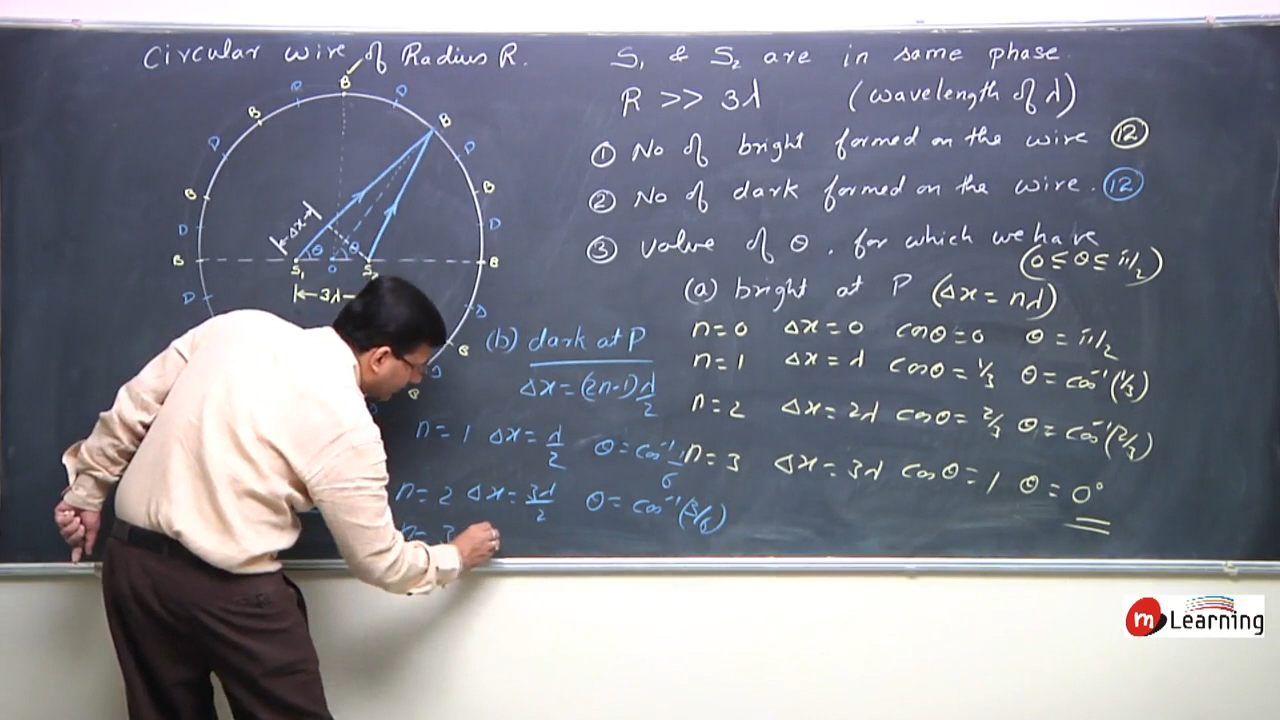 Circular wire of Radius R.
S₁ & S₂ are in same phase.
R >> 3λ (wavelength of λ)
① No of bright formed on the wire ⑫
② No of dark formed on the wire. ⑫
③ Value of θ, for which we have
(0 ≤ θ ≤ π/2)
(a) bright at P (Δx = nλ)
n=0 Δx=0 cosθ=0 θ=π/2
n=1 Δx=λ cosθ=1/3 θ=cos⁻¹(1/3)
n=2 Δx=2λ cosθ=2/3 θ=cos⁻¹(2/3)
n=3 Δx=3λ cosθ=1 θ=0°
(b) dark at P
Δx=(2n-1)λ/2
n=1 Δx=λ/2 θ=cos⁻¹ 1/6
n=2 Δx=3λ/2 θ=cos⁻¹(3/6)
n=3
B
D
D
B
B
D
D
B
B
D
D
B
B
D
D
B
B
D
B
Δx
θ
θ
S₁
O
S₂
3λ
m Learning